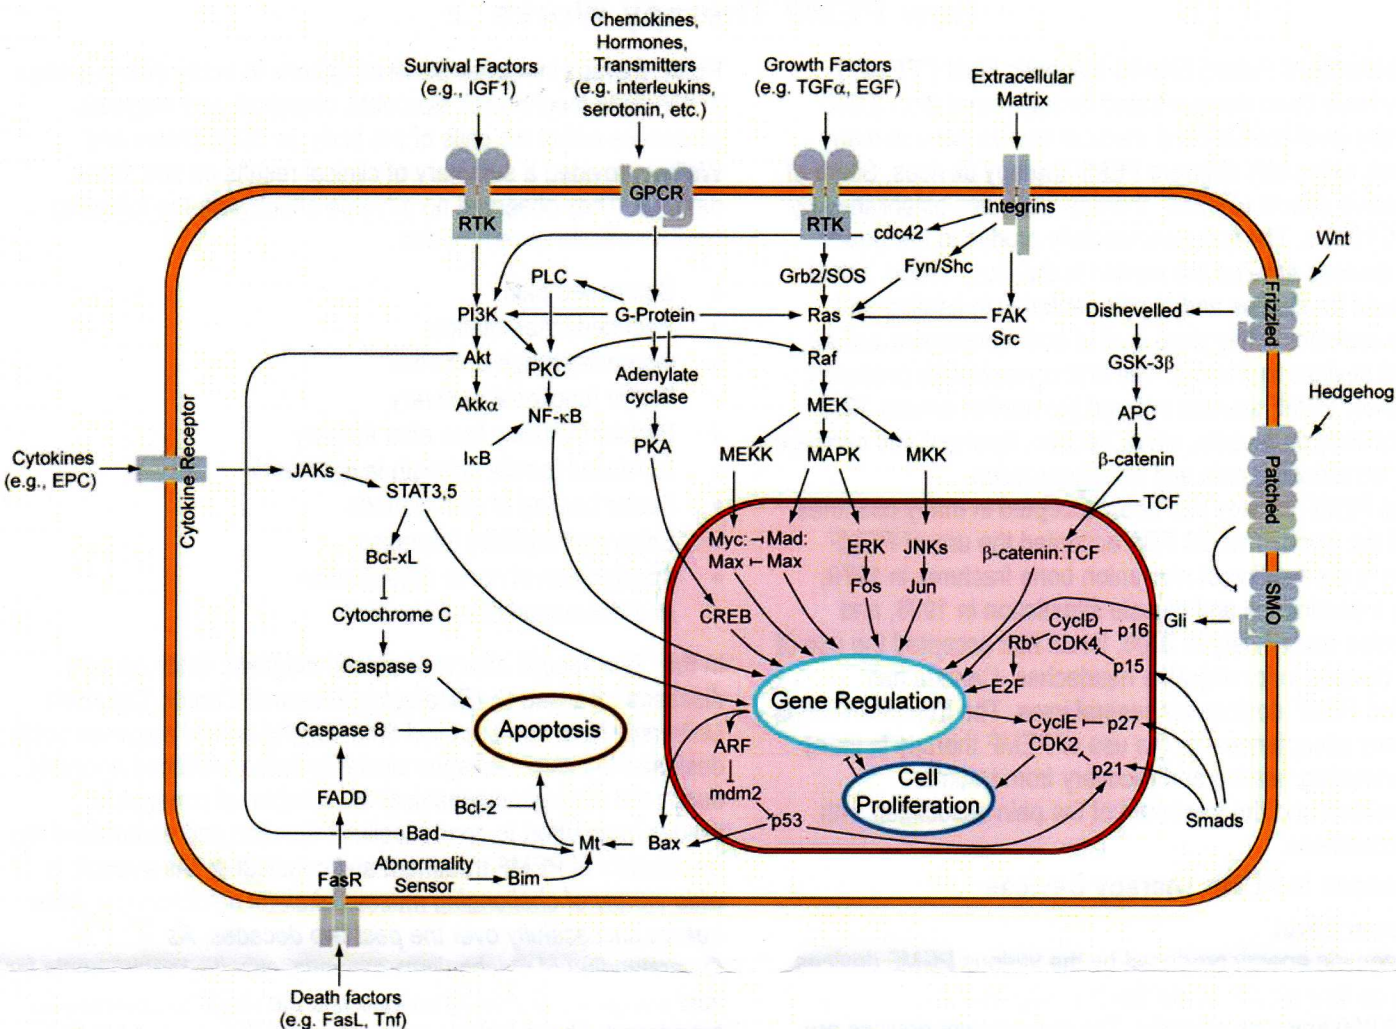 Chemokines,
Hormones,
Transmitters
(e.g. interleukins,
serotonin, etc.)
Survival Factors
(e.g., IGF1)
Growth Factors
(e.g. TGFα, EGF)
Extracellular
Matrix
RTK
GPCR
RTK
Integrins
cdc42
Wnt
Fyn/Shc
Grb2/SOS
PLC
Frizzled
Dishevelled
PI3K
G-Protein
Ras
FAK
Src
Akt
PKC
Raf
GSK-3β
Adenylate
cyclase
Hedgehog
Akkα
NF-κB
MEK
APC
Cytokine Receptor
PKA
MEKK
MAPK
MKK
IκB
β-catenin
Patched
Cytokines
(e.g., EPC)
JAKs
STAT3,5
TCF
Myc:
Mad:
Max
Max
ERK
JNKs
β-catenin:TCF
Bcl-xL
Fos
Jun
SMO
Cytochrome C
CREB
CyclD
CDK4
p16
Gli
Rb
p15
Caspase 9
E2F
Gene Regulation
Caspase 8
Apoptosis
CyclE
CDK2
p27
ARF
p21
Cell
Proliferation
FADD
Bcl-2
mdm2
p53
Smads
Bad
Mt
Bax
FasR
Abnormality
Sensor
Bim
Death factors
(e.g. FasL, Tnf)